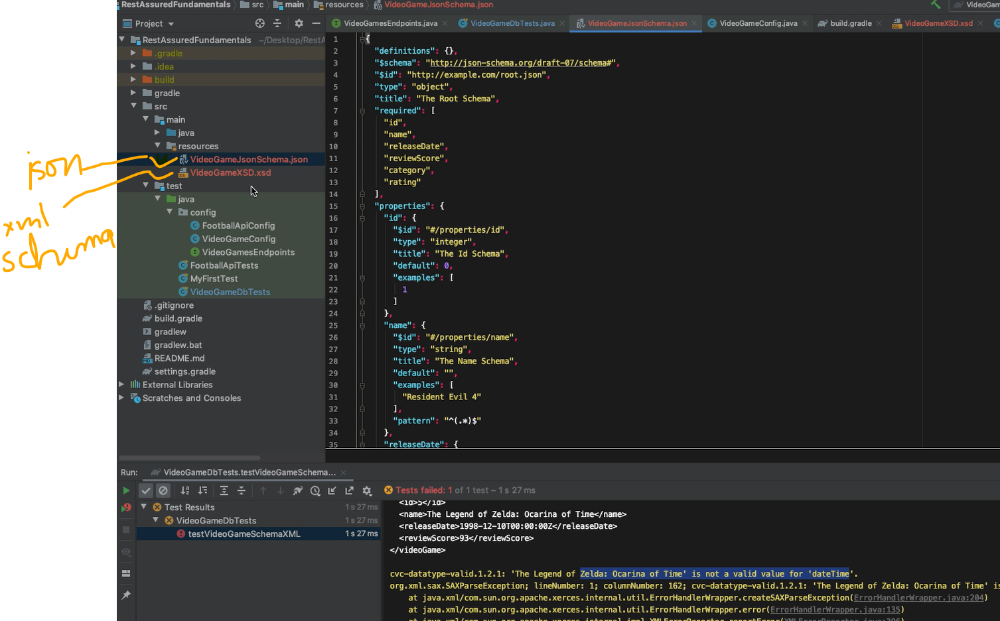 RestAssuredFundamentals > src > main > resources > VideoGameJsonSchema.json
VideoGam
Project
VideoGamesEndpoints.java × VideoGameDbTests.java × VideoGameJsonSchema.json × VideoGameConfig.java × build.gradle × VideoGameXSD.xsd ×
RestAssuredFundamentals ~/Desktop/RestA
.gradle
.idea
build
gradle
src
main
java
resources
VideoGameJsonSchema.json
VideoGameXSD.xsd
test
java
config
FootballApiConfig
VideoGameConfig
VideoGamesEndpoints
FootballApiTests
MyFirstTest
VideoGameDbTests
.gitignore
build.gradle
gradlew
gradlew.bat
README.md
settings.gradle
External Libraries
Scratches and Consoles
json
xml
schema
1 {
2 "definitions": {},
3 "$schema": "http://json-schema.org/draft-07/schema#",
4 "$id": "http://example.com/root.json",
5 "type": "object",
6 "title": "The Root Schema",
7 "required": [
8 "id",
9 "name",
10 "releaseDate",
11 "reviewScore",
12 "category",
13 "rating"
14 ],
15 "properties": {
16 "id": {
17 "$id": "#/properties/id",
18 "type": "integer",
19 "title": "The Id Schema",
20 "default": 0,
21 "examples": [
22 1
23 ]
24 },
25 "name": {
26 "$id": "#/properties/name",
27 "type": "string",
28 "title": "The Name Schema",
29 "default": "",
30 "examples": [
31 "Resident Evil 4"
32 ],
33 "pattern": "^(.*)$"
34 },
35 "releaseDate": {
Run: VideoGameDbTests.testVideoGameSchema... ×
Tests failed: 1 of 1 test – 1 s 27 ms
Test Results 1 s 27 ms
VideoGameDbTests 1 s 27 ms
testVideoGameSchemaXML 1 s 27 ms
<id>5</id>
<name>The Legend of Zelda: Ocarina of Time</name>
<releaseDate>1998-12-10T00:00:00Z</releaseDate>
<reviewScore>93</reviewScore>
</videoGame>
cvc-datatype-valid.1.2.1: 'The Legend of Zelda: Ocarina of Time' is not a valid value for 'dateTime'.
org.xml.sax.SAXParseException; lineNumber: 1; columnNumber: 162; cvc-datatype-valid.1.2.1: 'The Legend of Zelda: Ocarina of Time' is
at java.xml/com.sun.org.apache.xerces.internal.util.ErrorHandlerWrapper.createSAXParseException(ErrorHandlerWrapper.java:204)
at java.xml/com.sun.org.apache.xerces.internal.util.ErrorHandlerWrapper.error(ErrorHandlerWrapper.java:135)